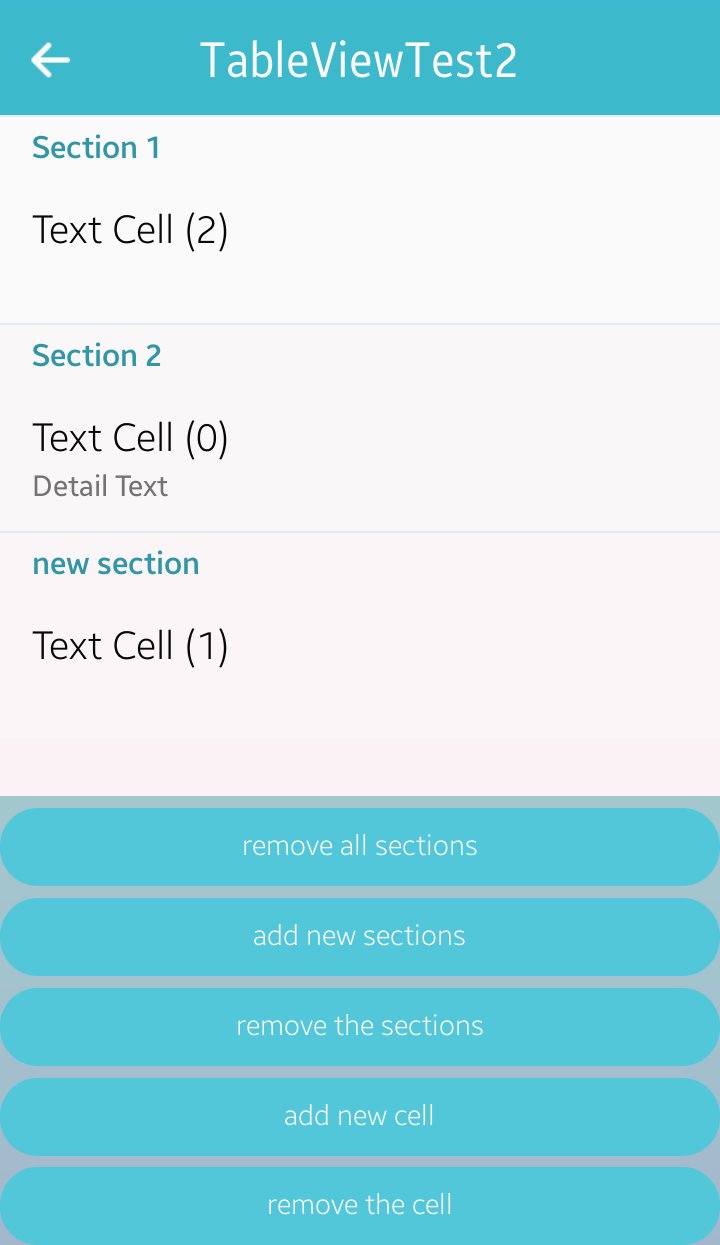 TableViewTest2
Section 1
Text Cell (2)
Section 2
Text Cell (0)
Detail Text
new section
Text Cell (1)
remove all sections
add new sections
remove the sections
add new cell
remove the cell